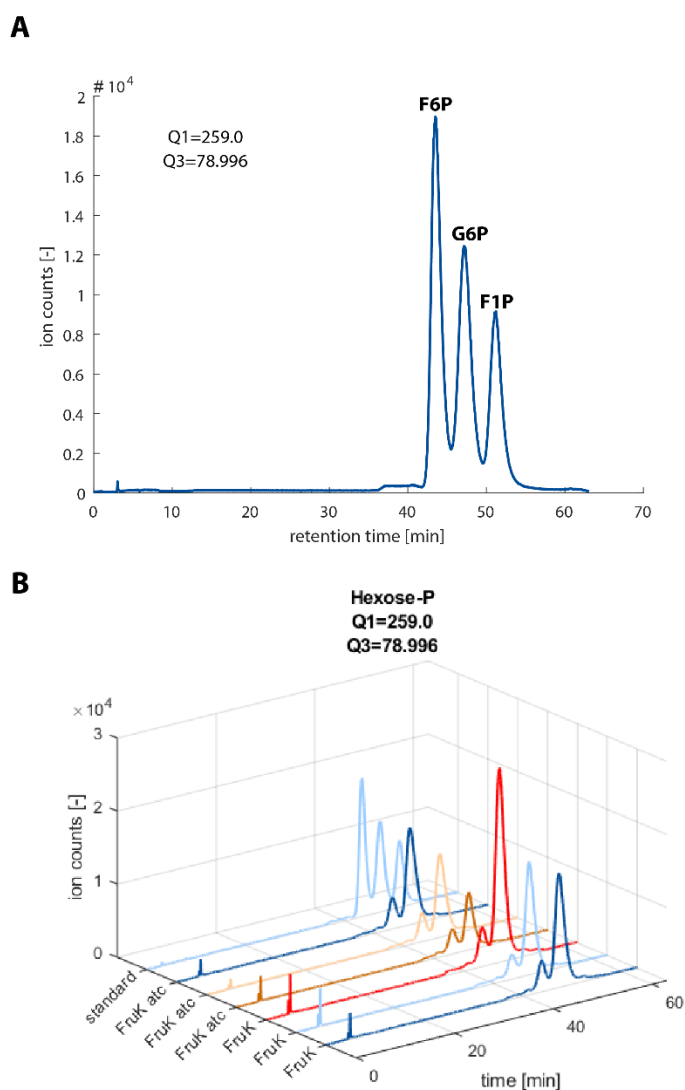 A
# 10^4
2
1.8
1.6
1.4
1.2
1
0.8
0.6
0.4
0.2
0
ion counts [-]
Q1=259.0
Q3=78.996
F6P
G6P
F1P
0 10 20 30 40 50 60 70
retention time [min]
B
Hexose-P
Q1=259.0
Q3=78.996
× 10^4
3
2
1
0
ion counts [-]
standard
FruK atc
FruK atc
FruK atc
FruK
FruK
FruK
0
20
40
60
time [min]